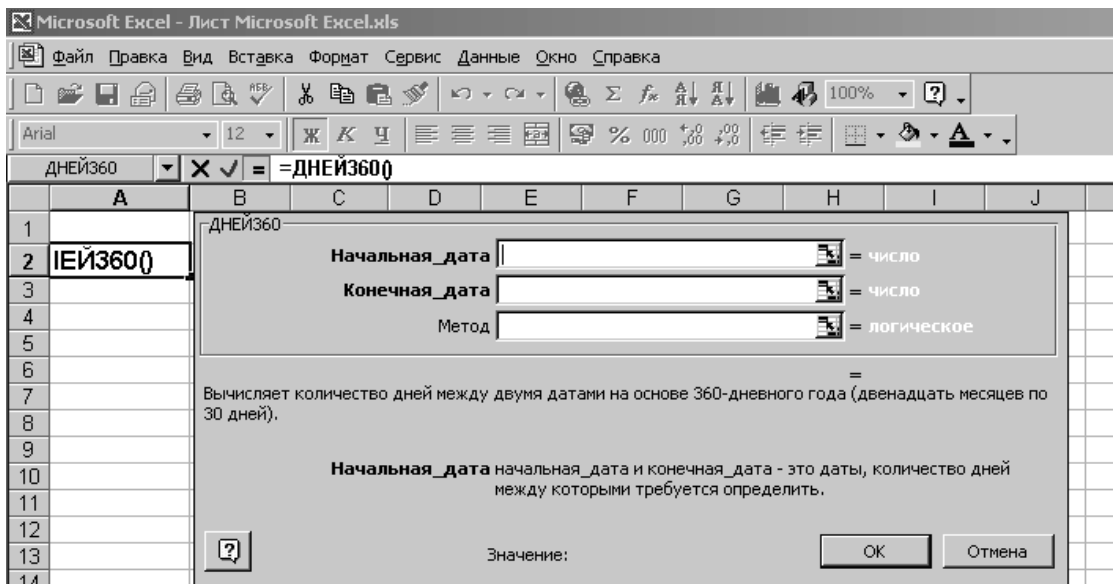 Microsoft Excel - Лист Microsoft Excel.xls
Файл Правка Вид Вставка Формат Сервис Данные Окно Справка
100%
Arial 12 Ж К Ч % 000
ДНЕЙ360 = =ДНЕЙ360()
A B C D E F G H I J
1 ДНЕЙ360
Начальная_дата = число
2 ІЕЙ360()
3 Конечная_дата = число
4 Метод = логическое
5
6 =
7 Вычисляет количество дней между двумя датами на основе 360-дневного года (двенадцать месяцев по
8 30 дней).
9
10 Начальная_дата начальная_дата и конечная_дата - это даты, количество дней
11 между которыми требуется определить.
12
13 Значение: ОК Отмена
14